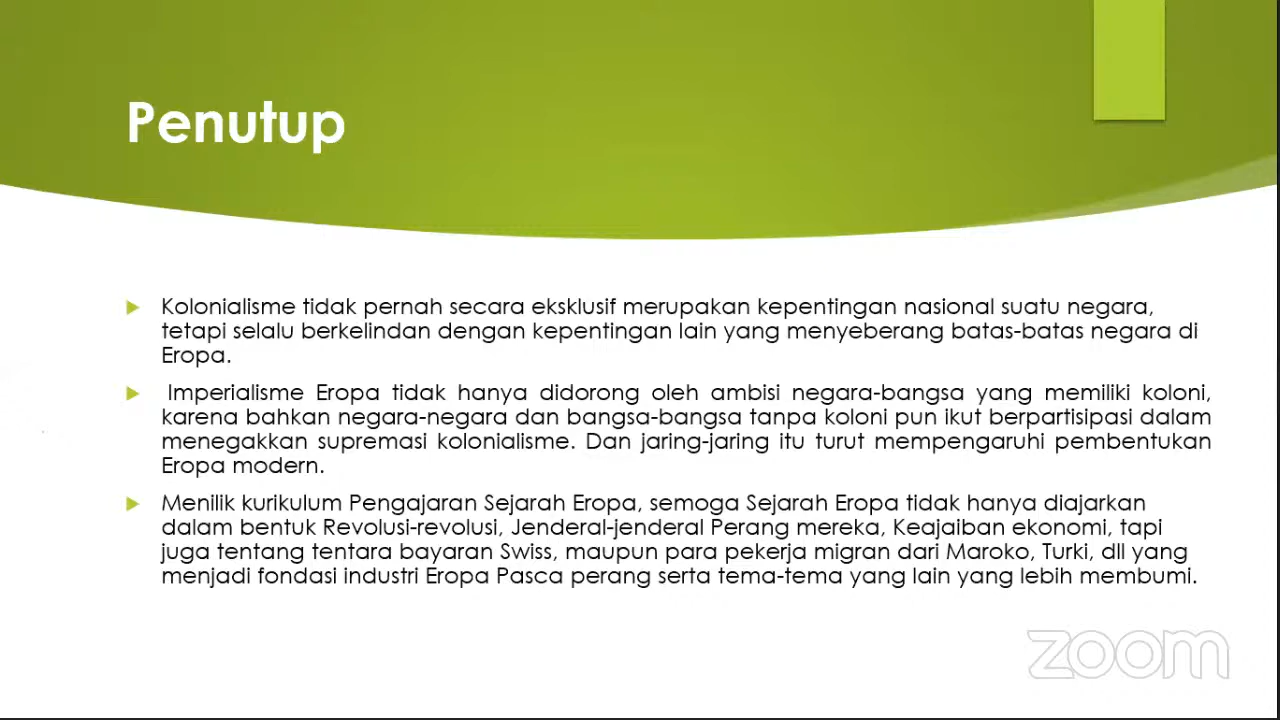 Penutup
Kolonialisme tidak pernah secara eksklusif merupakan kepentingan nasional suatu negara,
tetapi selalu berkelindan dengan kepentingan lain yang menyeberang batas-batas negara di
Eropa.
Imperialisme Eropa tidak hanya didorong oleh ambisi negara-bangsa yang memiliki koloni,
karena bahkan negara-negara dan bangsa-bangsa tanpa koloni pun ikut berpartisipasi dalam
menegakkan supremasi kolonialisme. Dan jaring-jaring itu turut mempengaruhi pembentukan
Eropa modern.
Menilik kurikulum Pengajaran Sejarah Eropa, semoga Sejarah Eropa tidak hanya diajarkan
dalam bentuk Revolusi-revolusi, Jenderal-jenderal Perang mereka, Keajaiban ekonomi, tapi
juga tentang tentara bayaran Swiss, maupun para pekerja migran dari Maroko, Turki, dll yang
menjadi fondasi industri Eropa Pasca perang serta tema-tema yang lain yang lebih membumi.
zoom